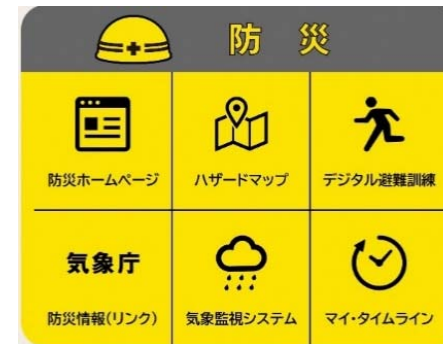 防災
防災ホームページ
ハザードマップ
デジタル避難訓練
気象庁
防災情報(リンク)
気象監視システム
マイ・タイムライン